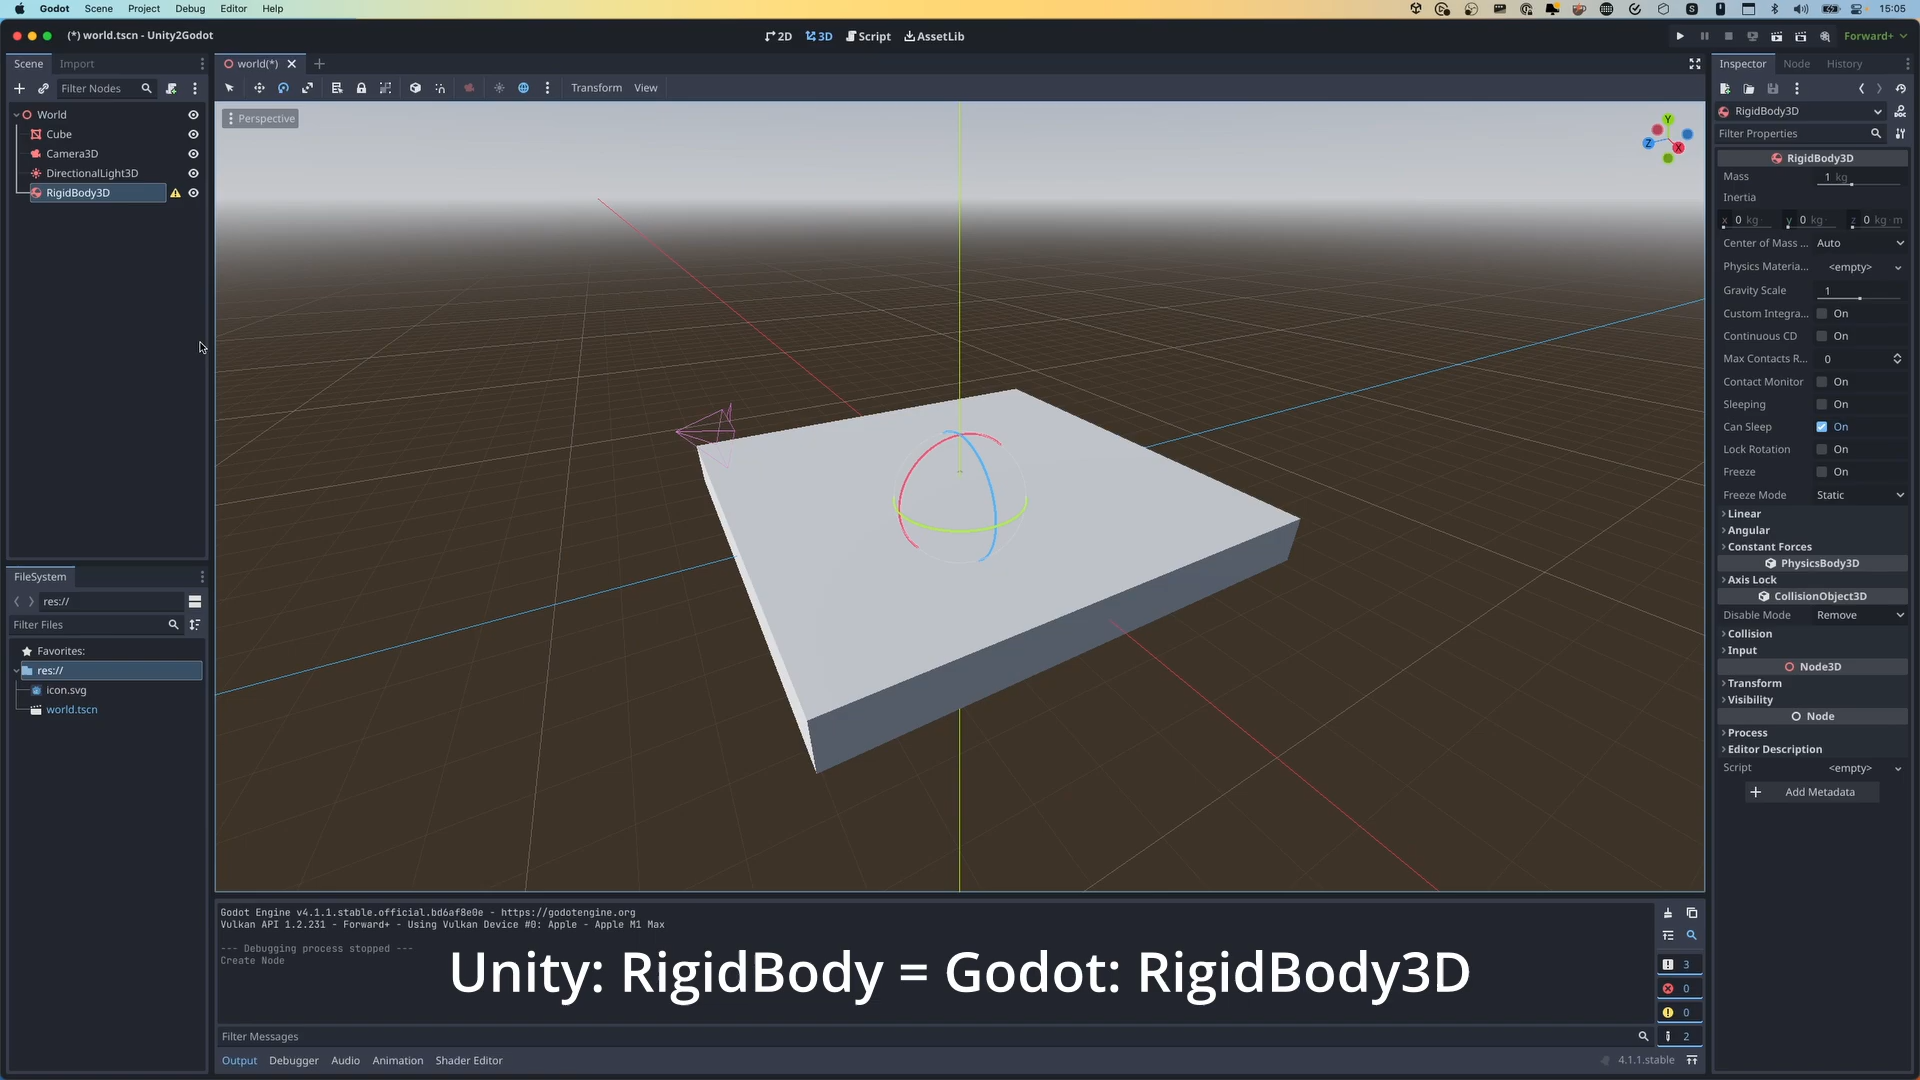 Godot Scene Project Debug Editor Help 15:05
(*) world.tscn - Unity2Godot 2D 3D Script AssetLib Forward+
Scene Import world(*) Inspector Node History
Filter Nodes Transform View
Perspective
Y
Z
X
World
Cube
Camera3D
DirectionalLight3D
RigidBody3D
FileSystem
res://
Filter Files
Favorites:
res://
icon.svg
world.tscn
RigidBody3D
Filter Properties
RigidBody3D
Mass 1 kg
Inertia
x 0 kg· y 0 kg· z 0 kg·m
Center of Mass ... Auto
Physics Materia... <empty>
Gravity Scale 1
Custom Integra... On
Continuous CD On
Max Contacts R... 0
Contact Monitor On
Sleeping On
Can Sleep On
Lock Rotation On
Freeze On
Freeze Mode Static
Linear
Angular
Constant Forces
PhysicsBody3D
Axis Lock
CollisionObject3D
Disable Mode Remove
Collision
Input
Node3D
Transform
Visibility
Node
Process
Editor Description
Script <empty>
Add Metadata
Godot Engine v4.1.1.stable.official.bd6af8e0e - https://godotengine.org
Vulkan API 1.2.231 - Forward+ - Using Vulkan Device #0: Apple - Apple M1 Max
--- Debugging process stopped ---
Create Node
Unity: RigidBody = Godot: RigidBody3D
3
0
0
2
Filter Messages
Output Debugger Audio Animation Shader Editor 4.1.1.stable